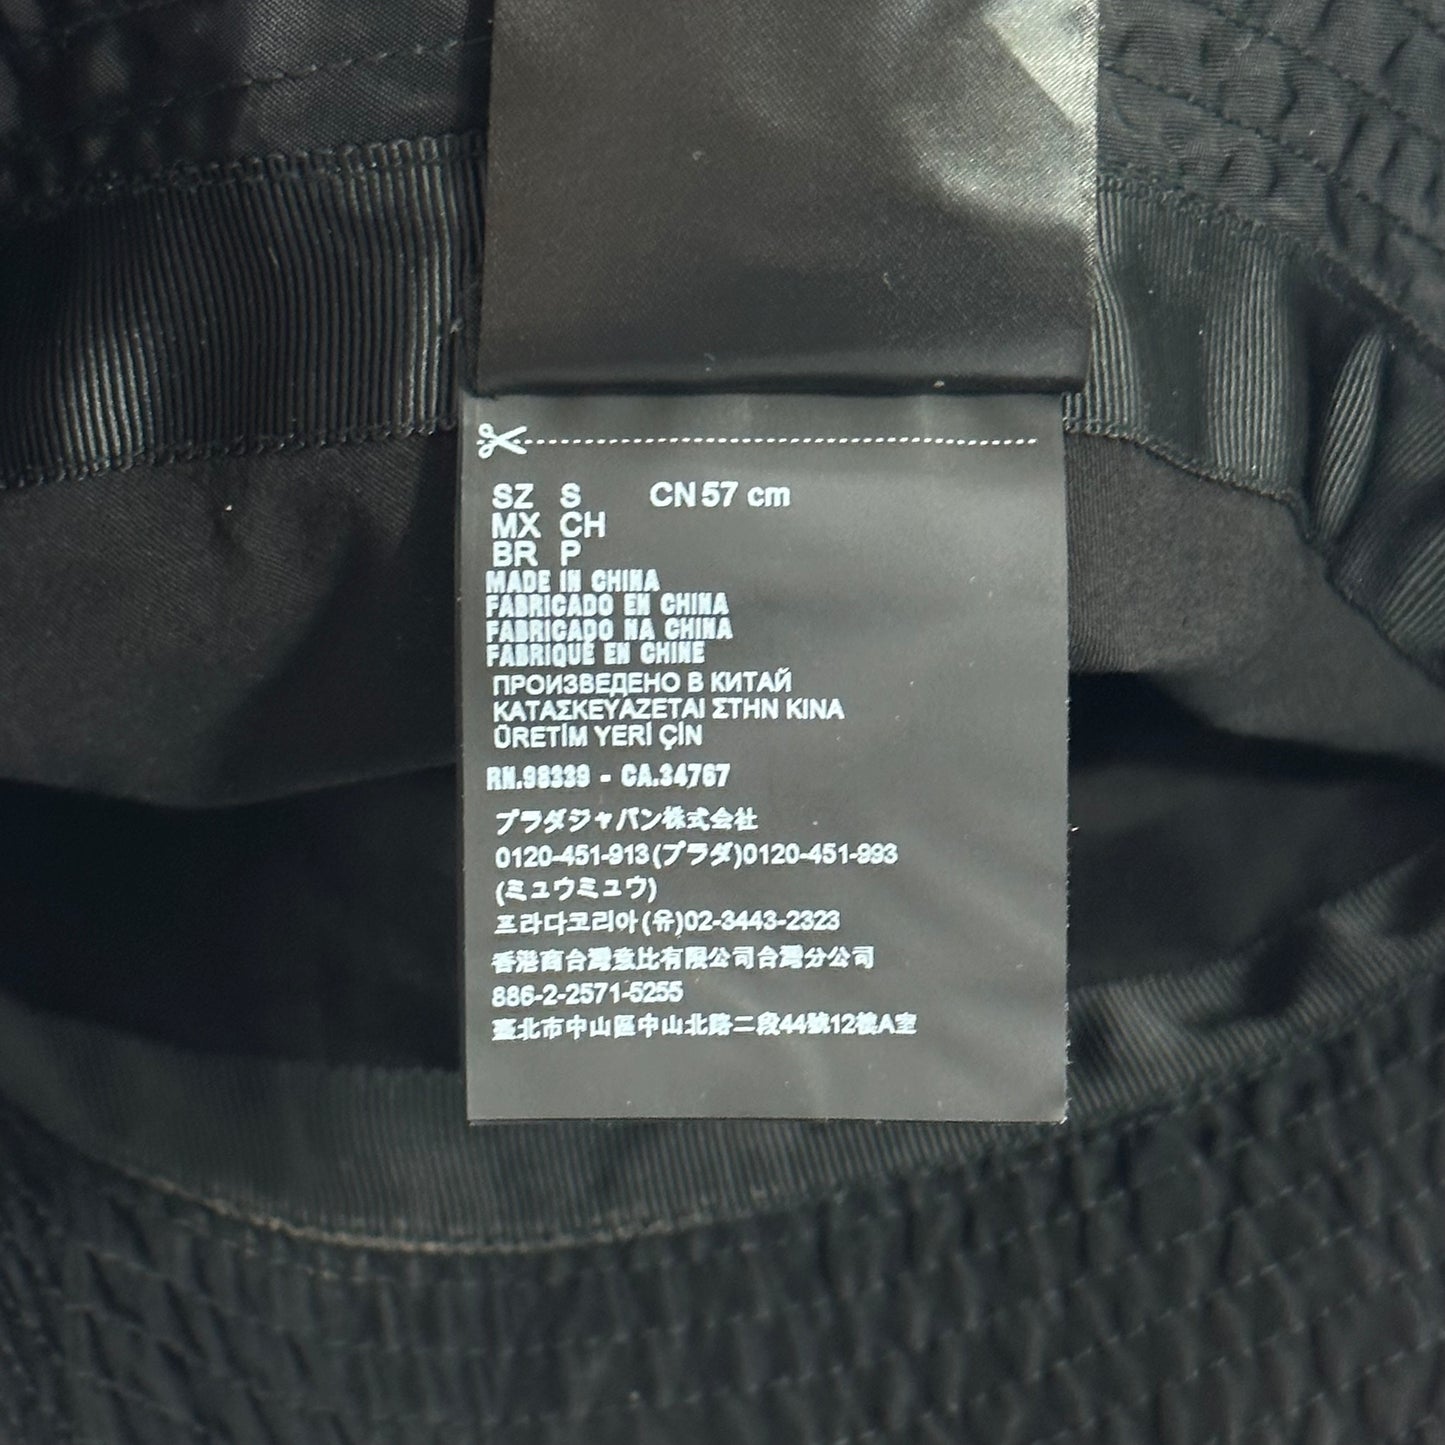 SZ S CN 57 cm
MX CH
BR P
MADE IN CHINA
FABRICADO EN CHINA
FABRICADO NA CHINA
FABRIQUÉ EN CHINE
ПРОИЗВЕДЕНО В КИТАЙ
ΚΑΤΑΣΚΕΥΑΖΕΤΑΙ ΣΤΗΝ ΚΙΝΑ
ÜRETİM YERİ ÇİN
RN.98339 - CA.34767
プラダジャパン株式会社
0120-451-913(プラダ)0120-451-993
(ミュウミュウ)
프라다코리아(유)02-3443-2323
香港商台灣意比有限公司台灣分公司
886-2-2571-5255
臺北市中山區中山北路二段44號12樓A室